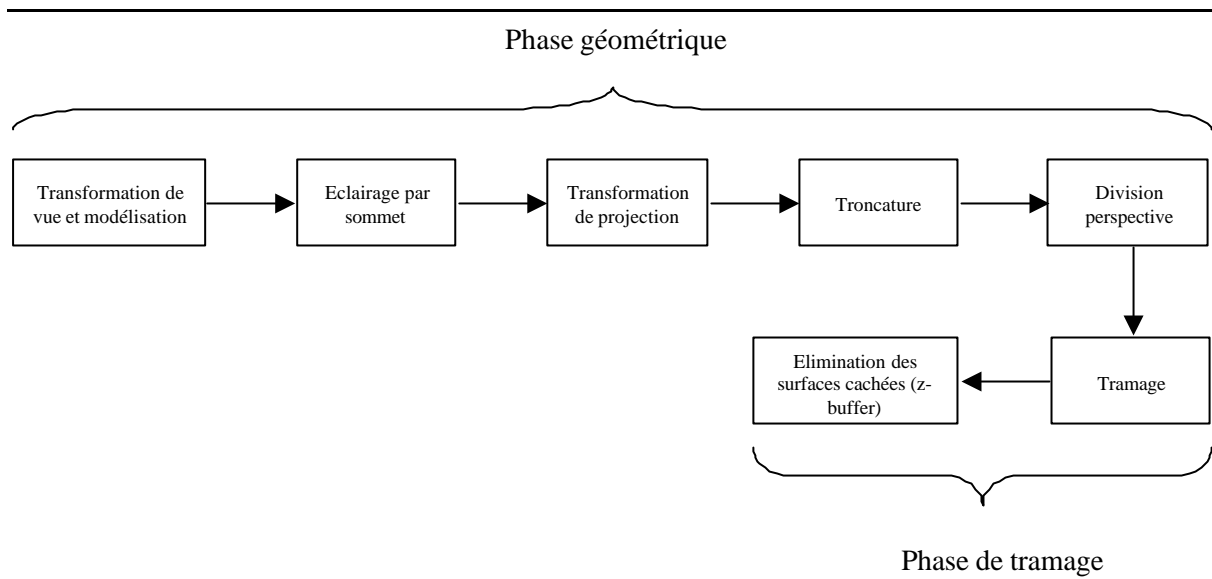 Phase géométrique
Transformation de
vue et modélisation
Eclairage par
sommet
Transformation
de projection
Troncature
Division
perspective
Elimination des
surfaces cachées (z-
buffer)
Tramage
Phase de tramage